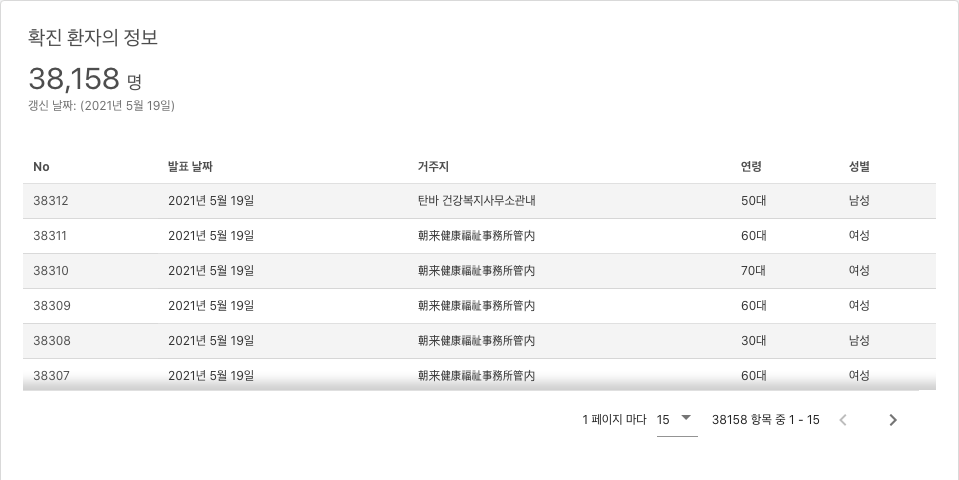 확진 환자의 정보
38,158 명
갱신 날짜: (2021년 5월 19일)
No 발표 날짜 거주지 연령 성별
38312 2021년 5월 19일 탄바 건강복지사무소관내 50대 남성
38311 2021년 5월 19일 朝来健康福祉事務所管内 60대 여성
38310 2021년 5월 19일 朝来健康福祉事務所管内 70대 여성
38309 2021년 5월 19일 朝来健康福祉事務所管内 60대 여성
38308 2021년 5월 19일 朝来健康福祉事務所管内 30대 남성
38307 2021년 5월 19일 朝来健康福祉事務所管内 60대 여성
1 페이지 마다 15 38158 항목 중 1 - 15